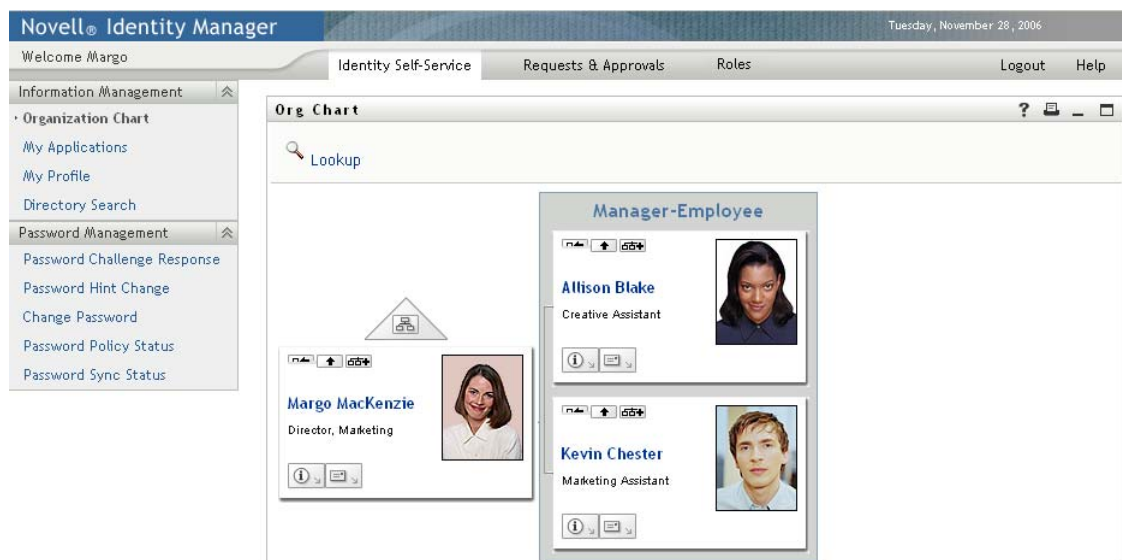 Novell® Identity Manager
Tuesday, November 28, 2006
Welcome Margo
Identity Self-Service
Requests & Approvals
Roles
Logout
Help
Information Management
Organization Chart
My Applications
My Profile
Directory Search
Password Management
Password Challenge Response
Password Hint Change
Change Password
Password Policy Status
Password Sync Status
Org Chart
?
Lookup
Margo MacKenzie
Director, Marketing
Manager-Employee
Allison Blake
Creative Assistant
Kevin Chester
Marketing Assistant